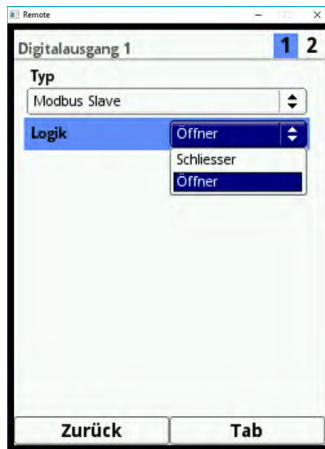 Remote
Digitalausgang 1 1 2
Typ
Modbus Slave
Logik Öffner
Schliesser
Öffner
Zurück Tab